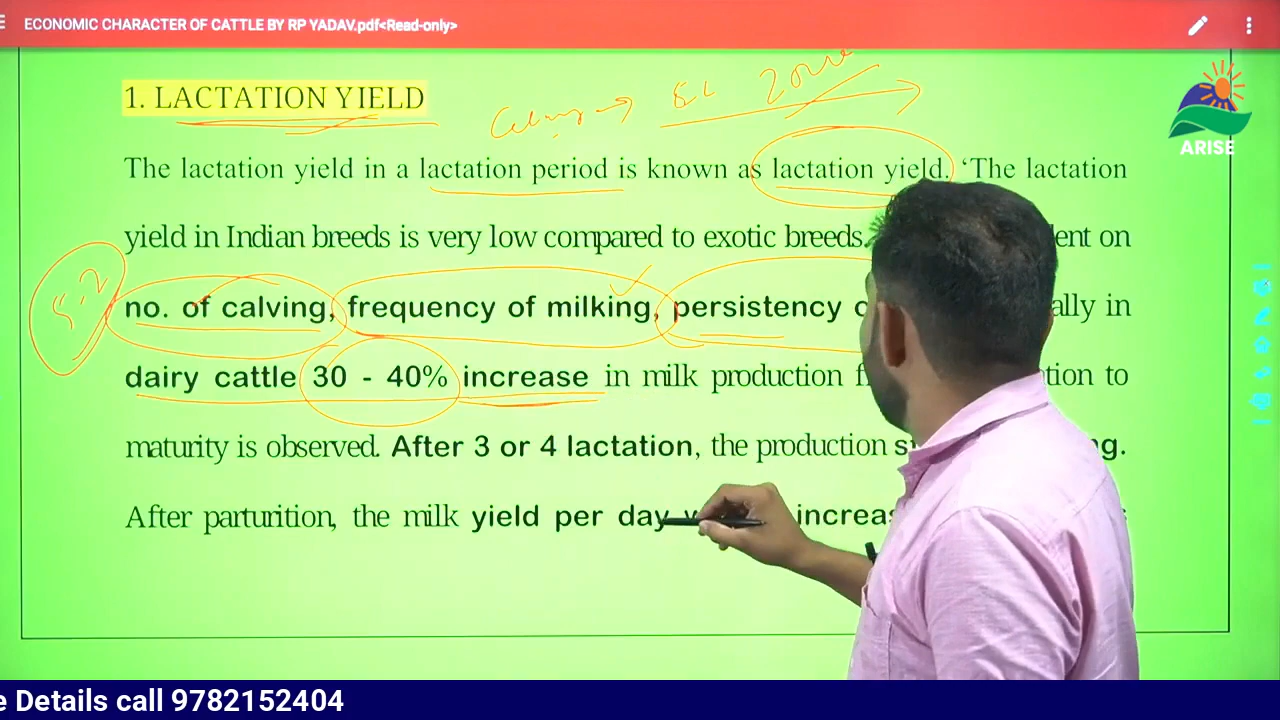 ECONOMIC CHARACTER OF CATTLE BY RP YADAV.pdf<Read-only>
1. LACTATION YIELD
ARISE
The lactation yield in a lactation period is known as lactation yield. ‘The lactation
yield in Indian breeds is very low compared to exotic breeds. on
no. of calving, frequency of milking, persistency in
dairy cattle 30 - 40% increase in milk production to
maturity is observed. After 3 or 4 lactation, the production
After parturition, the milk yield per day
Details call 9782152404